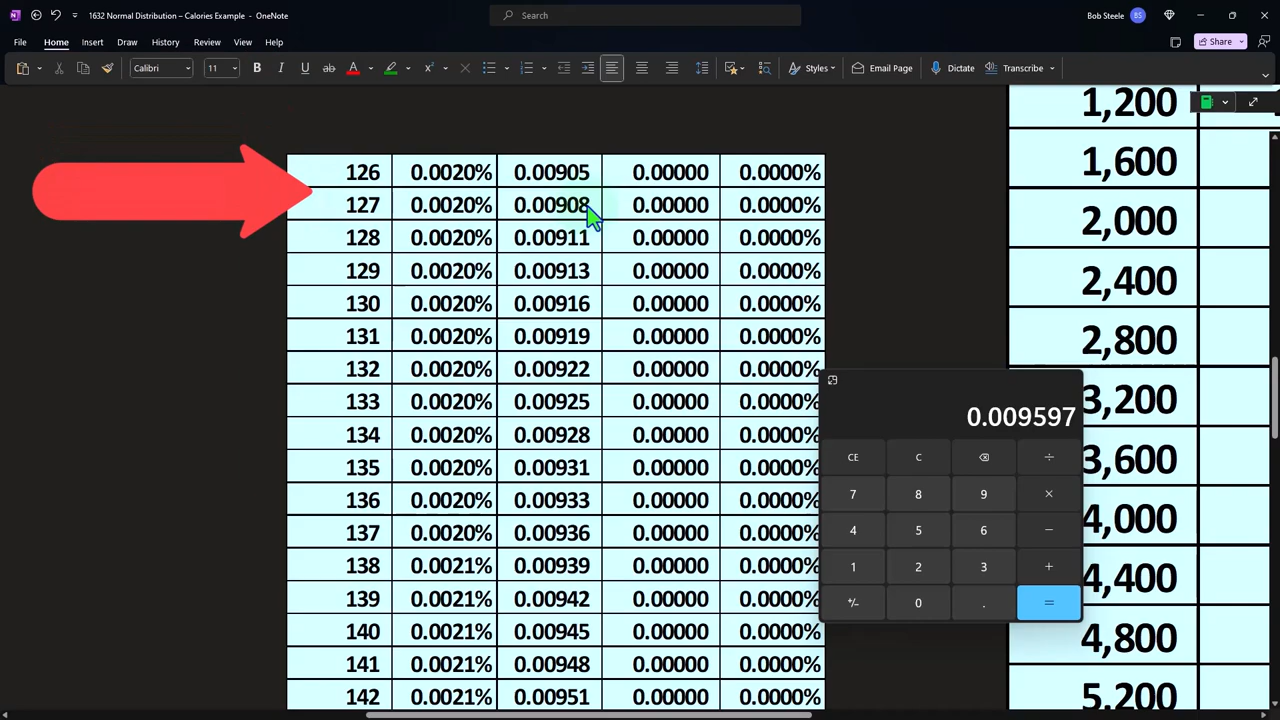 1632 Normal Distribution – Calories Example - OneNote
Search
Bob Steele BS
File Home Insert Draw History Review View Help
Share
Calibri 11 B I U ab A Styles Email Page Dictate Transcribe
126 0.0020% 0.00905 0.00000 0.0000%
127 0.0020% 0.00908 0.00000 0.0000%
128 0.0020% 0.00911 0.00000 0.0000%
129 0.0020% 0.00913 0.00000 0.0000%
130 0.0020% 0.00916 0.00000 0.0000%
131 0.0020% 0.00919 0.00000 0.0000%
132 0.0020% 0.00922 0.00000 0.0000%
133 0.0020% 0.00925 0.00000 0.0000%
134 0.0020% 0.00928 0.00000 0.0000%
135 0.0020% 0.00931 0.00000 0.0000%
136 0.0020% 0.00933 0.00000 0.0000%
137 0.0020% 0.00936 0.00000 0.0000%
138 0.0021% 0.00939 0.00000 0.0000%
139 0.0021% 0.00942 0.00000 0.0000%
140 0.0021% 0.00945 0.00000 0.0000%
141 0.0021% 0.00948 0.00000 0.0000%
142 0.0021% 0.00951 0.00000 0.0000%
0.009597
CE C ÷
7 8 9 ×
4 5 6 −
1 2 3 +
+/− 0 . =
1,200
1,600
2,000
2,400
2,800
3,200
3,600
4,000
4,400
4,800
5,200